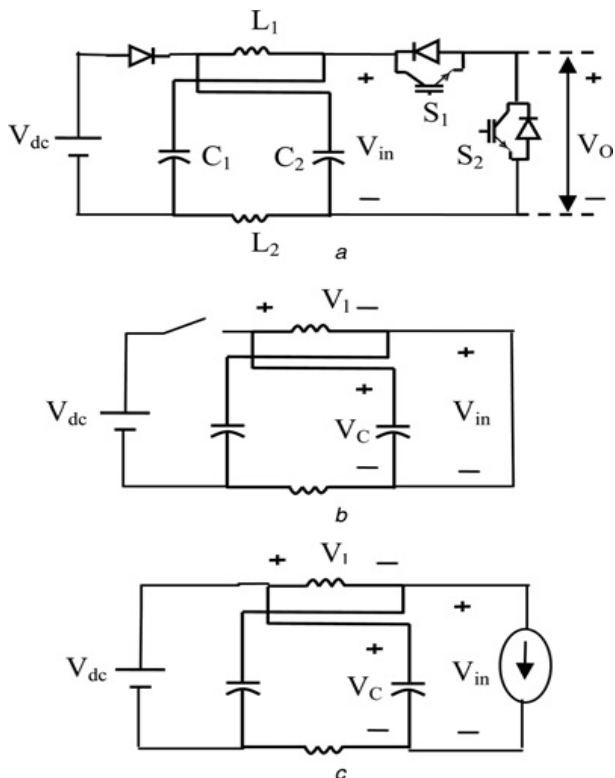 L1
+
S1
+
Vdc
C1
C2
Vin
S2
VO
−
−
L2
a
+ V1 −
+
Vdc
+
VC
Vin
−
−
b
+ V1 −
+
Vdc
+
VC
Vin
−
−
c